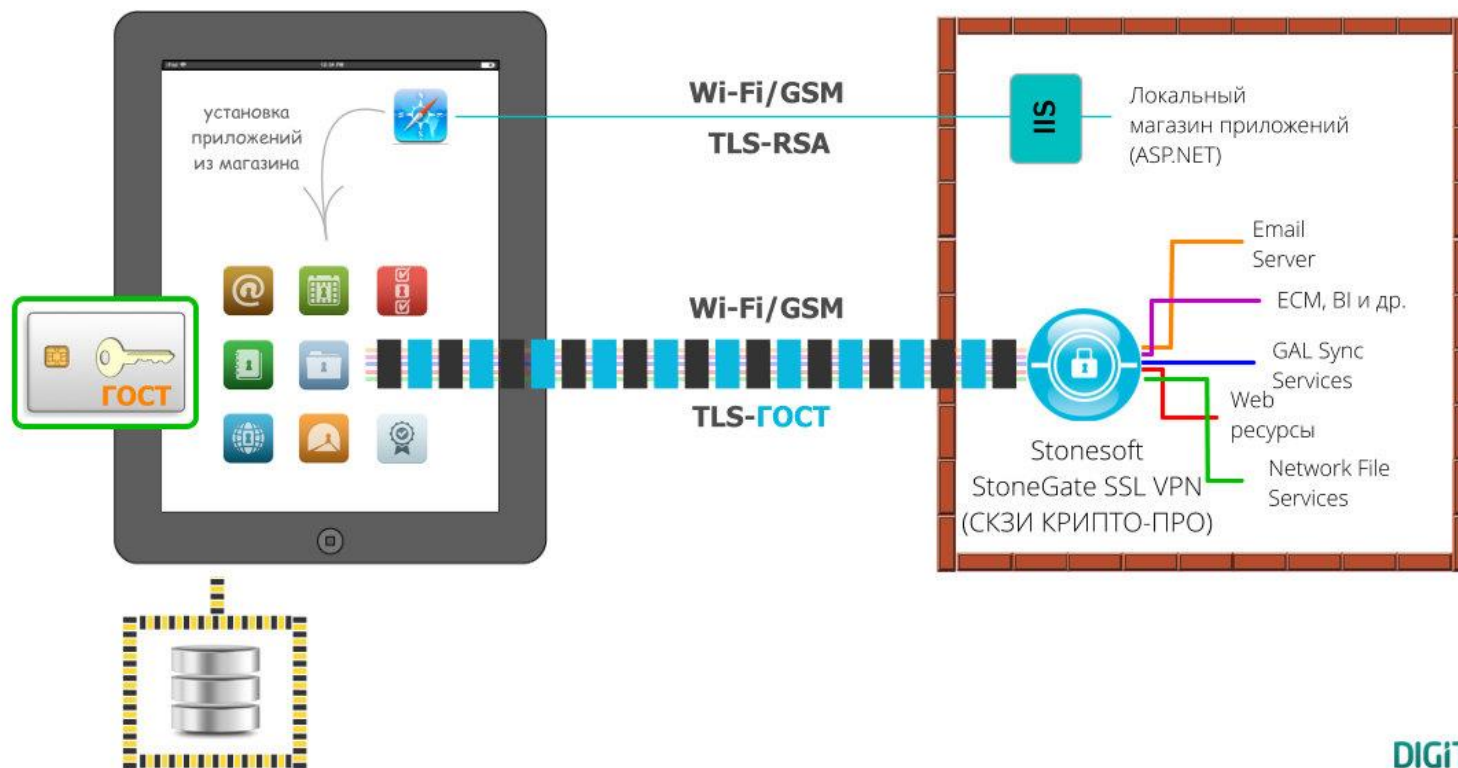 установка
приложений
из магазина
ГОСТ
Wi-Fi/GSM
TLS-RSA
Wi-Fi/GSM
TLS-ГОСТ
IIS
Локальный
магазин приложений
(ASP.NET)
Email
Server
ECM, BI и др.
GAL Sync
Services
Web
ресурсы
Network File
Services
Stonesoft
StoneGate SSL VPN
(СКЗИ КРИПТО-ПРО)